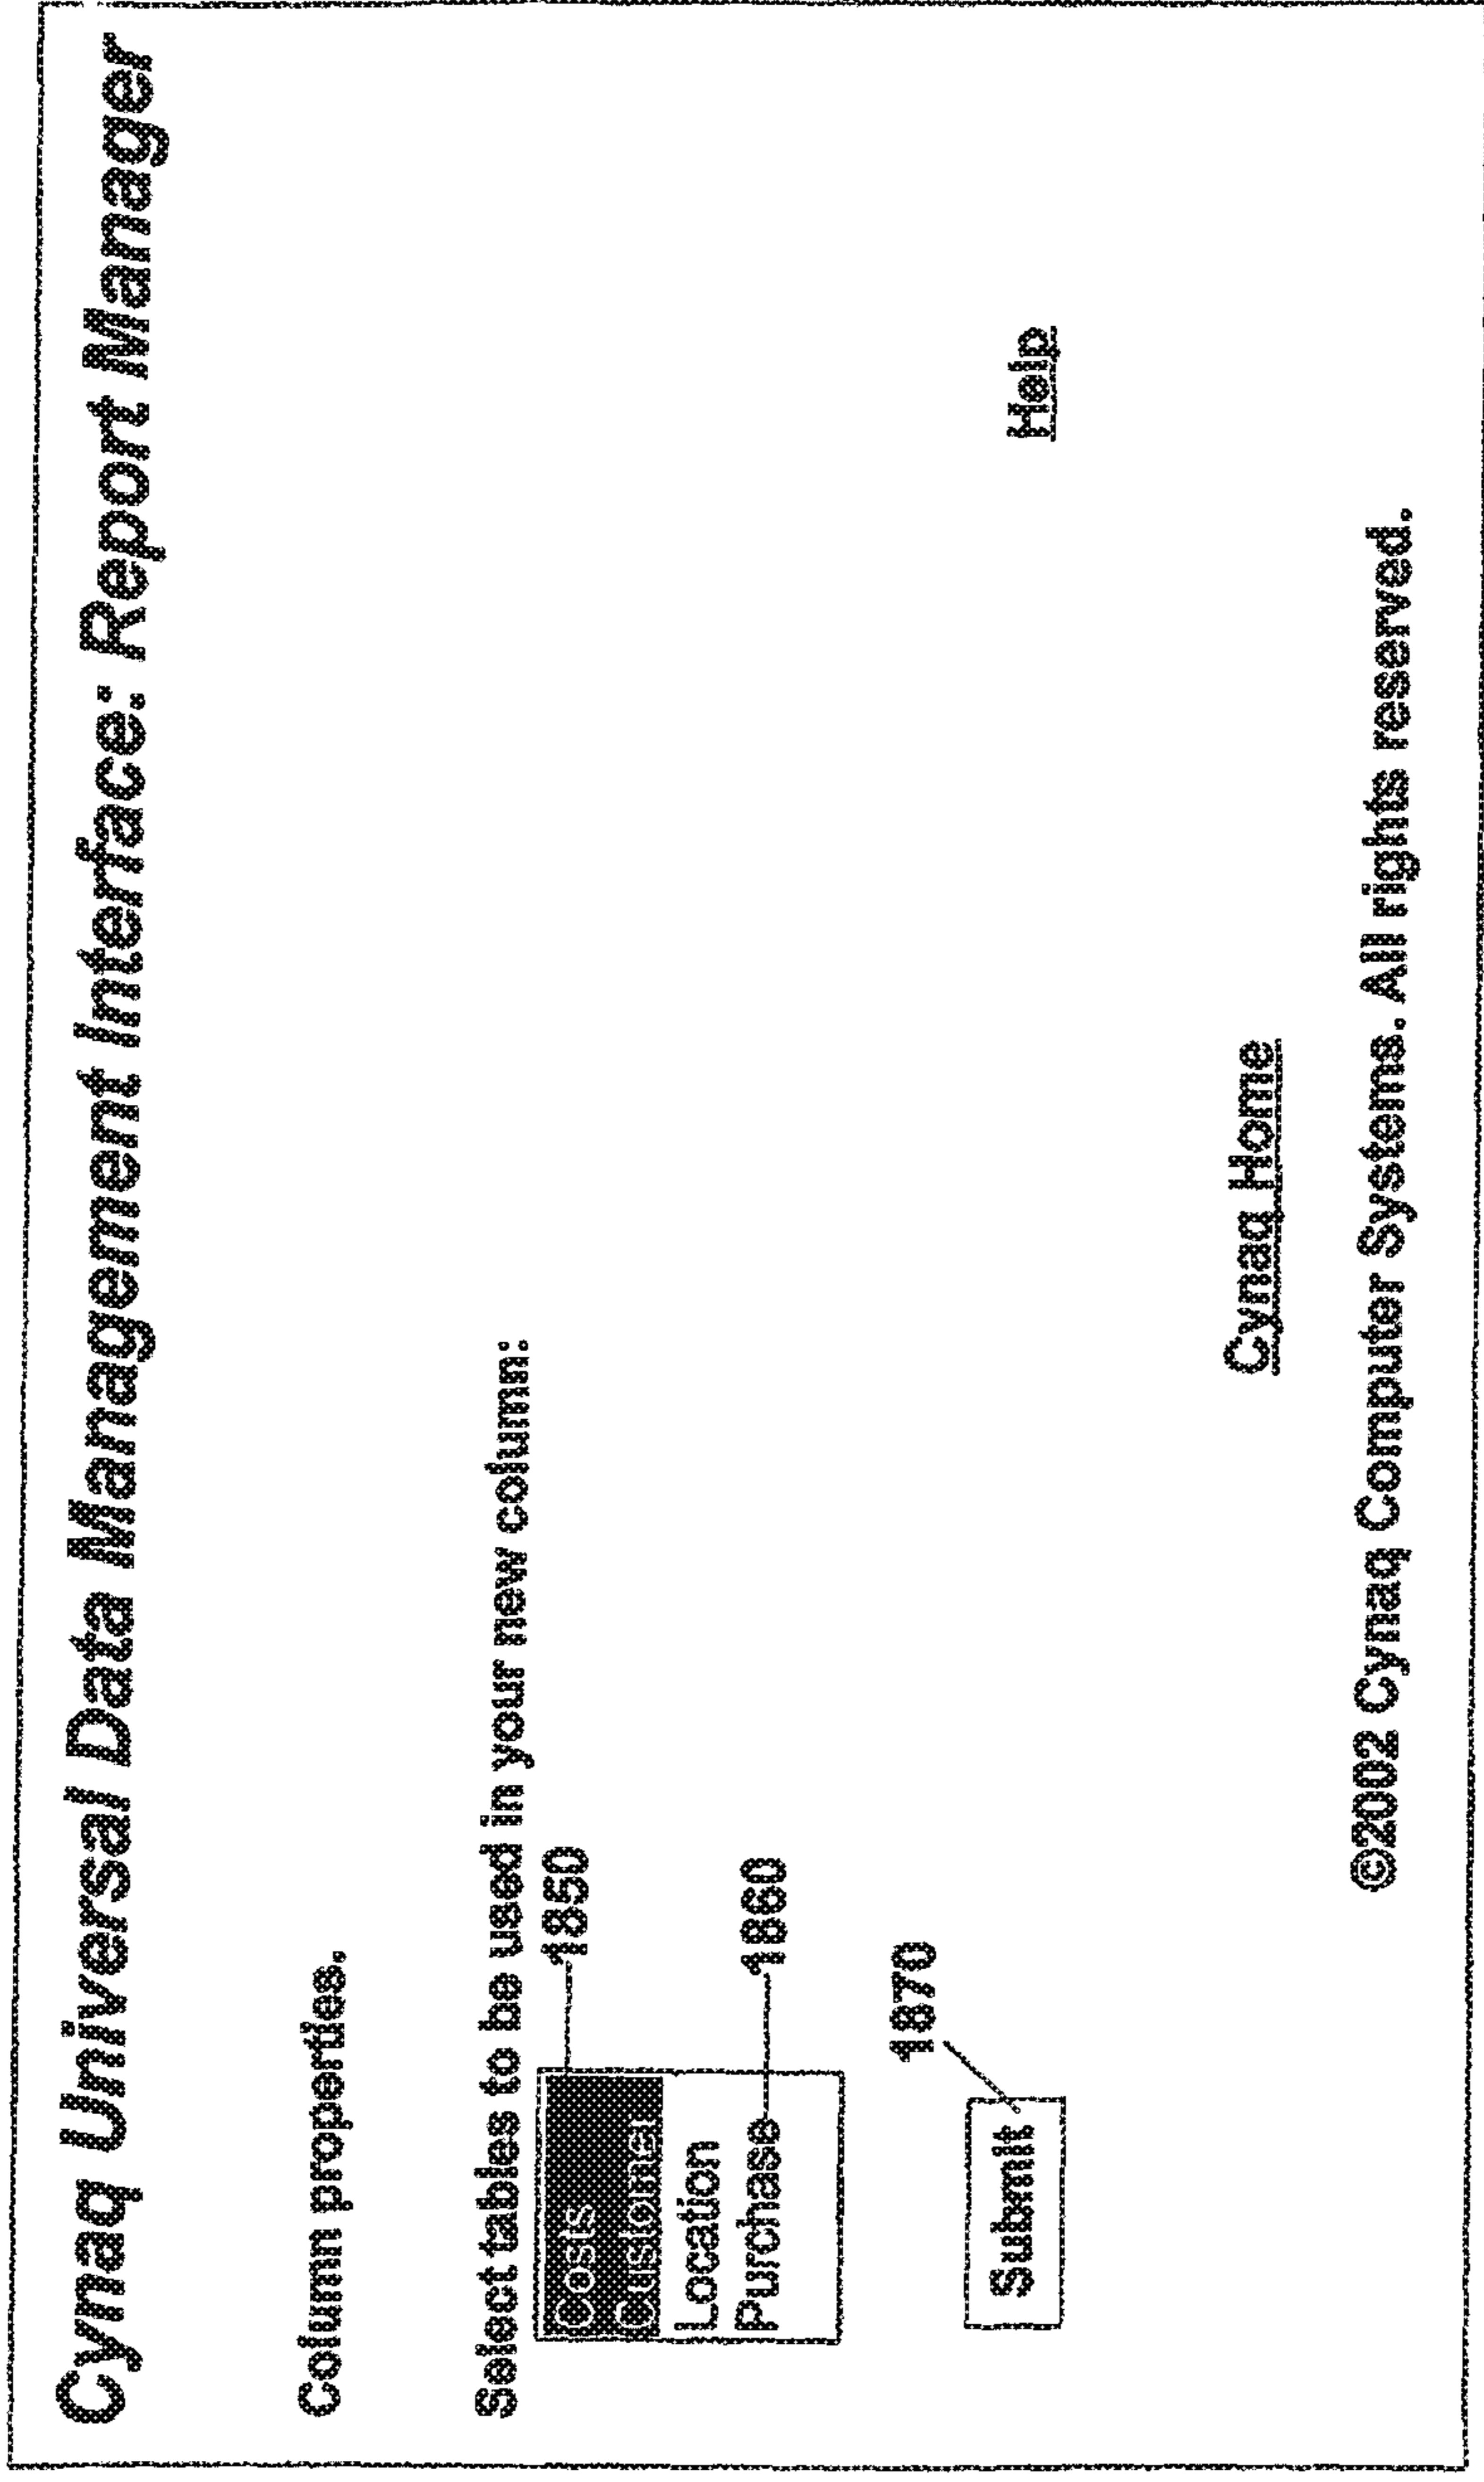 Cynaq Universal Data Management Interface: Report Manager
Column properties.
Select tables to be used in your new column:
Costs 1850
Customer
Location
Purchase 1860
1870
Submit
Help
Cynaq Home
©2002 Cynaq Computer Systems. All rights reserved.